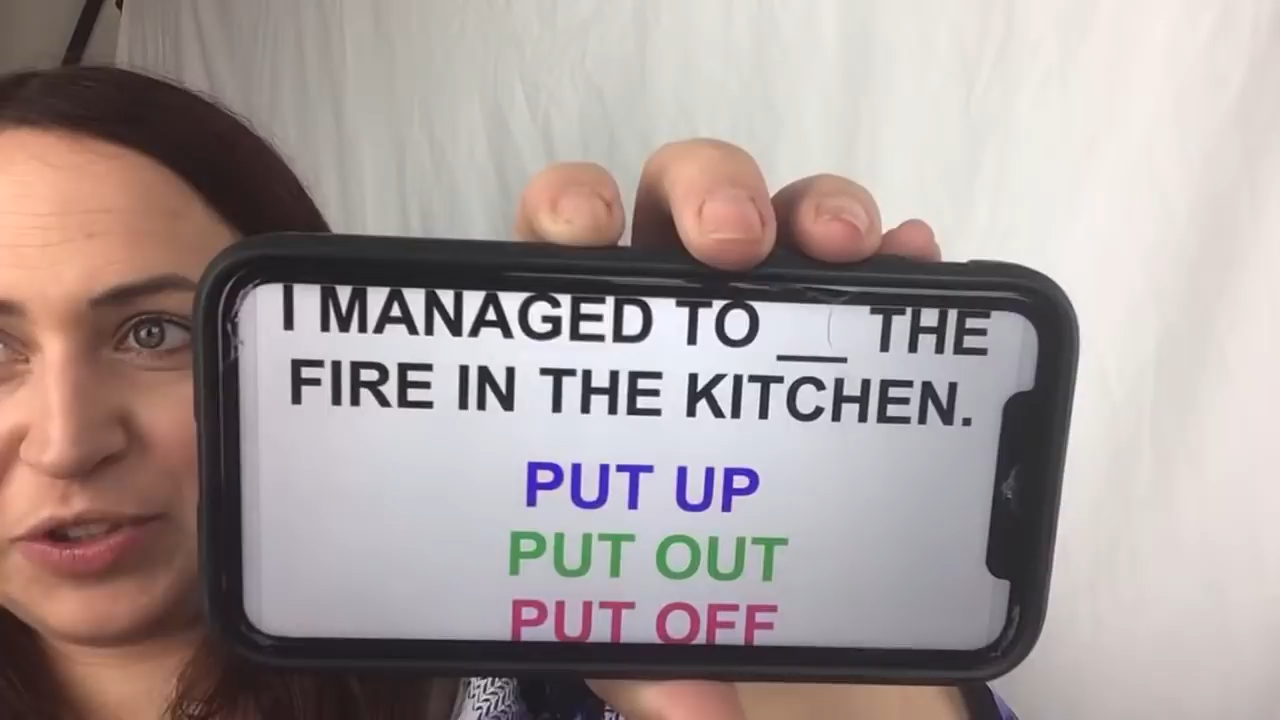 I MANAGED TO __ THE
FIRE IN THE KITCHEN.
PUT UP
PUT OUT
PUT OFF